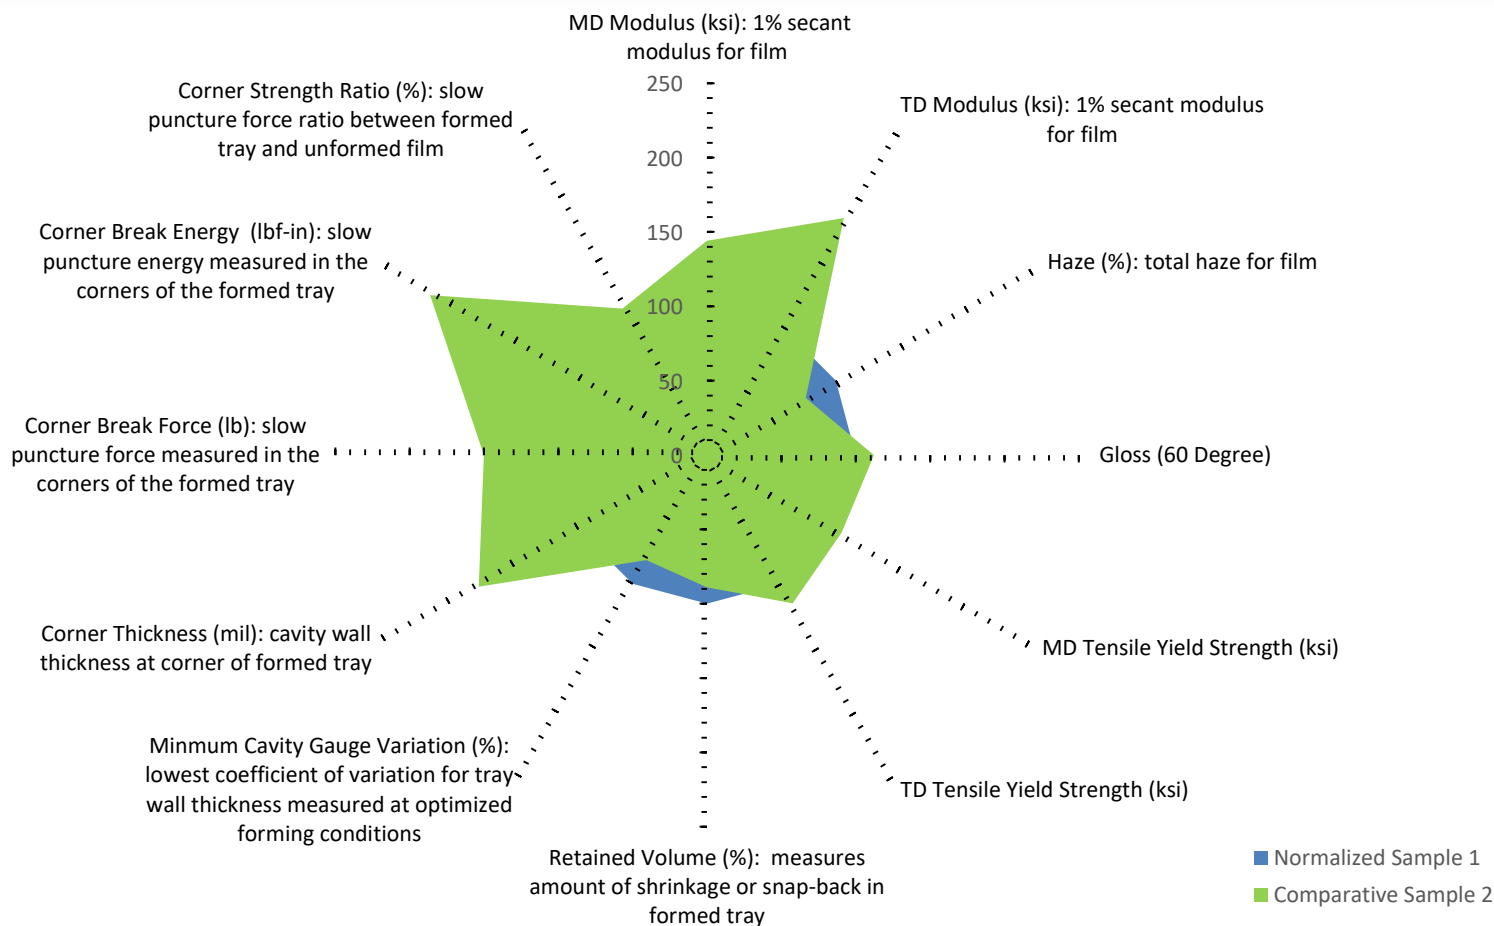 MD Modulus (ksi): 1% secant
modulus for film
TD Modulus (ksi): 1% secant modulus
for film
Haze (%): total haze for film
Gloss (60 Degree)
MD Tensile Yield Strength (ksi)
TD Tensile Yield Strength (ksi)
Retained Volume (%):  measures
amount of shrinkage or snap-back in
formed tray
Minmum Cavity Gauge Variation (%):
lowest coefficient of variation for tray
wall thickness measured at optimized
forming conditions
Corner Thickness (mil): cavity wall
thickness at corner of formed tray
Corner Break Force (lb): slow
puncture force measured in the
corners of the formed tray
Corner Break Energy  (lbf-in): slow
puncture energy measured in the
corners of the formed tray
Corner Strength Ratio (%): slow
puncture force ratio between formed
tray and unformed film
250
200
150
100
50
0
Normalized Sample 1
Comparative Sample 2